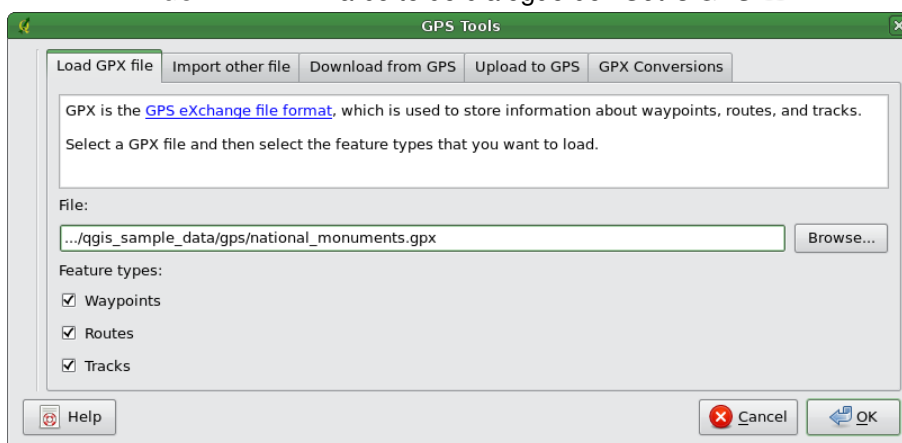 GPS Tools
Load GPX file
Import other file
Download from GPS
Upload to GPS
GPX Conversions
GPX is the GPS eXchange file format, which is used to store information about waypoints, routes, and tracks.
Select a GPX file and then select the feature types that you want to load.
File:
.../qgis_sample_data/gps/national_monuments.gpx
Browse...
Feature types:
Waypoints
Routes
Tracks
Help
Cancel
OK